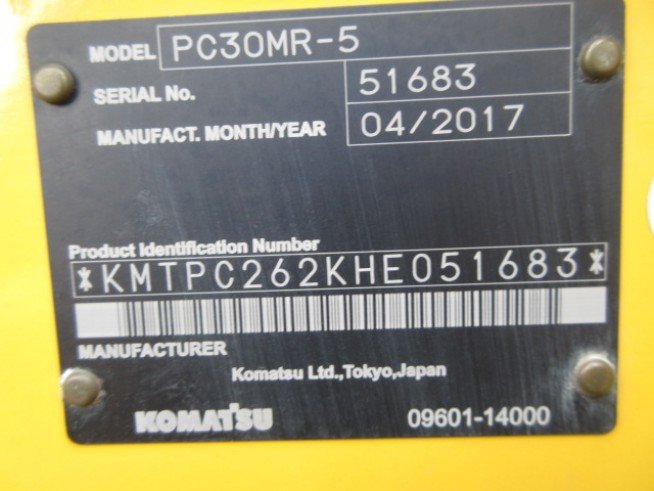 MODEL PC30MR-5
SERIAL No. 51683
MANUFACT. MONTH/YEAR 04/2017
Product Identification Number
*KMTPC262KHE051683*
MANUFACTURER
Komatsu Ltd.,Tokyo,Japan
KOMATSU 09601-14000